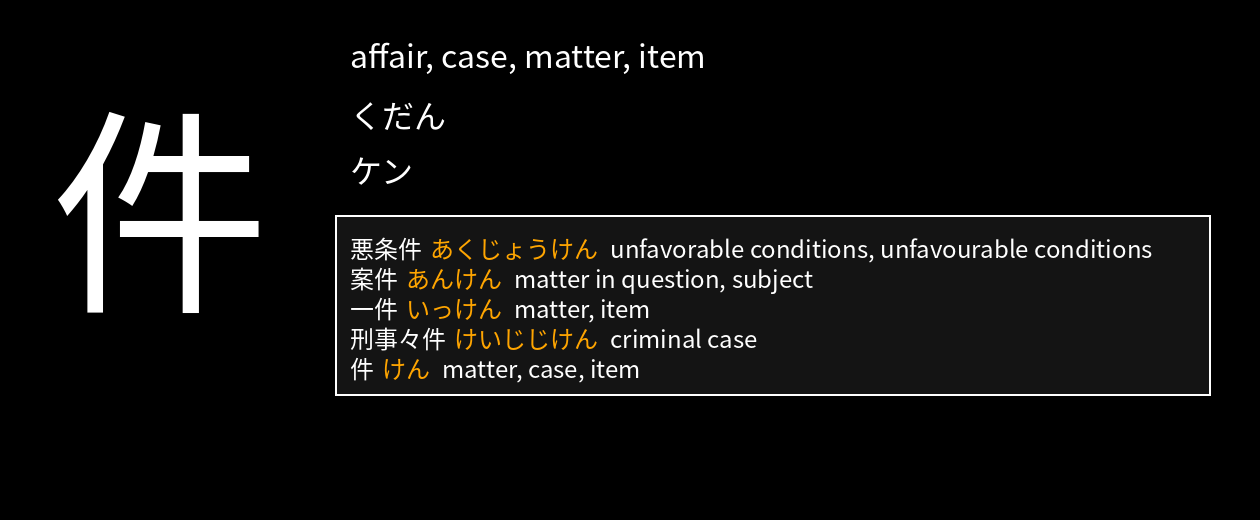 件
affair, case, matter, item
くだん
ケン
悪条件 あくじょうけん unfavorable conditions, unfavourable conditions
案件 あんけん matter in question, subject
一件 いっけん matter, item
刑事々件 けいじじけん criminal case
件 けん matter, case, item